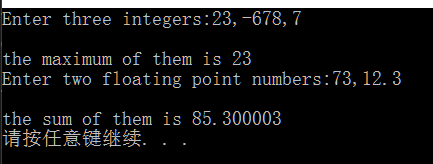 Enter three integers:23,-678,7
the maximum of them is 23
Enter two floating point numbers:73,12.3
the sum of them is 85.300003
请按任意键继续. . .